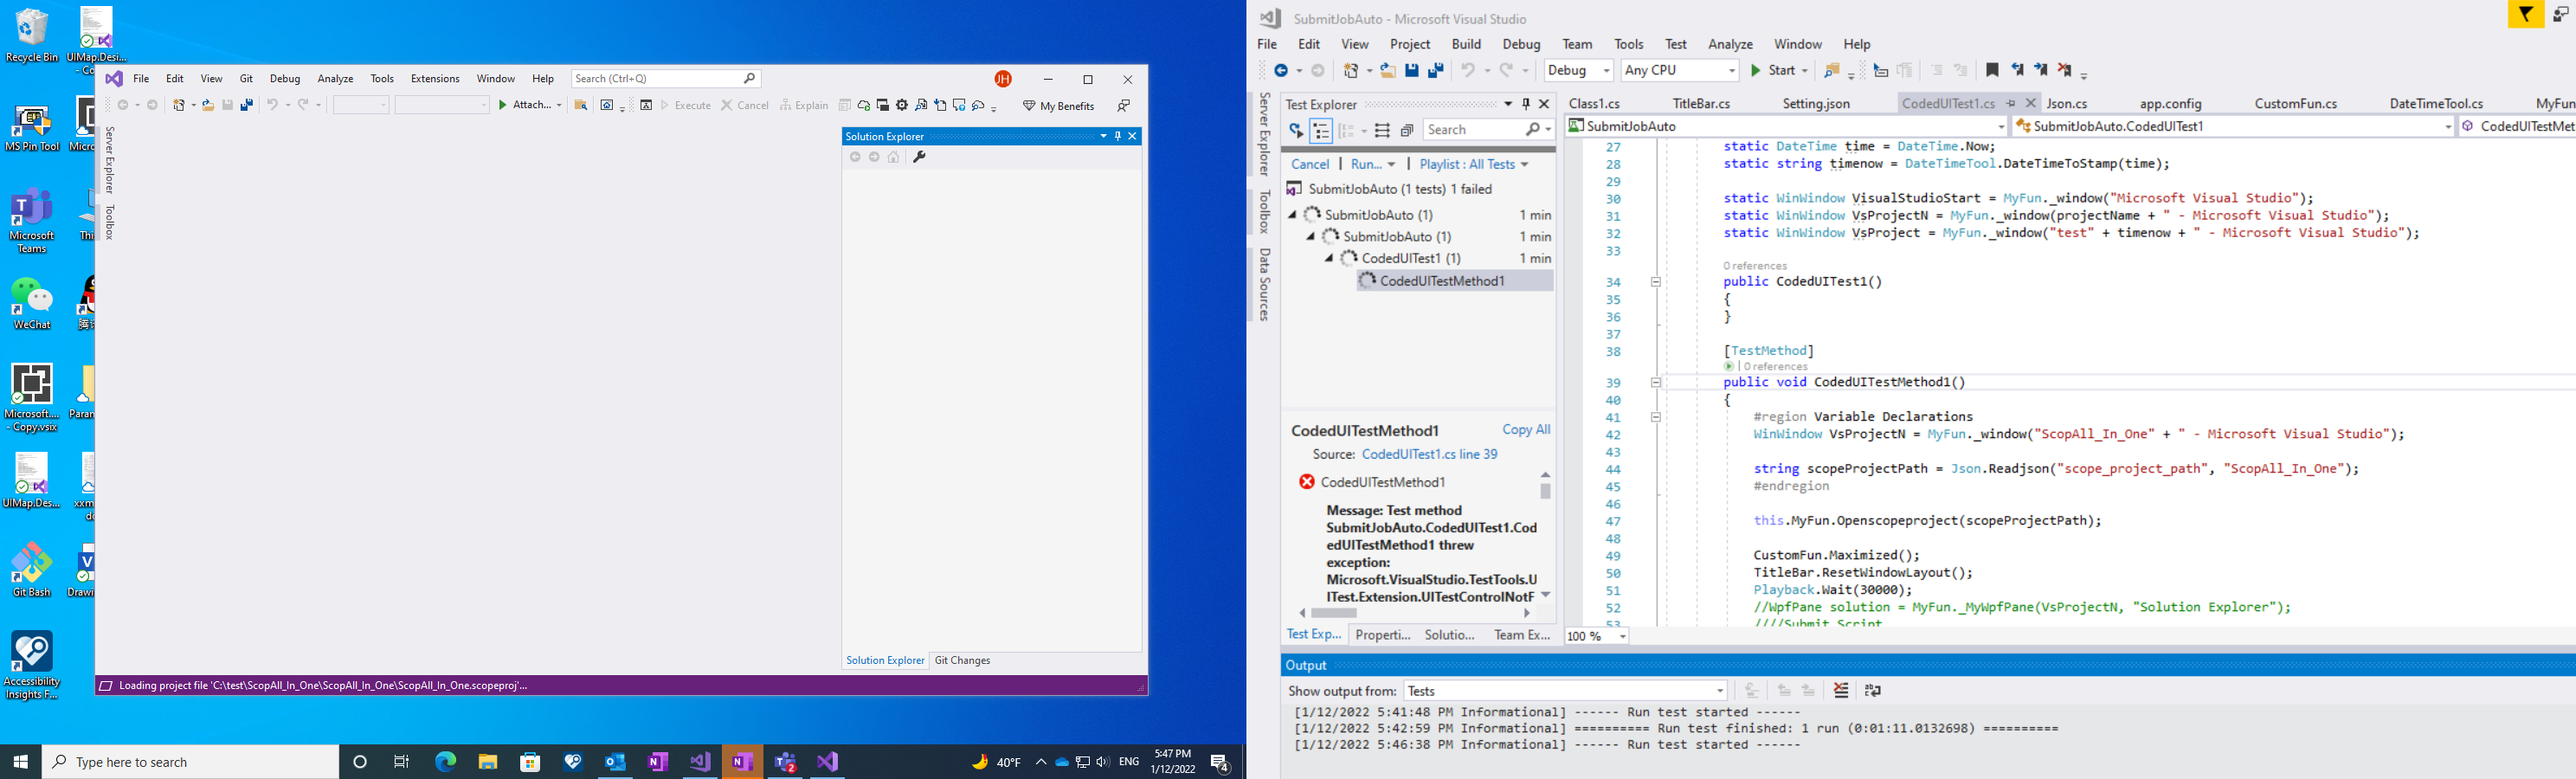 Recycle Bin
UIMap.Desi...
- Co
MS Pin Tool
Micro
Microsoft
Teams
Thi
WeChat
Microsoft....
- Copy.vsix
Param
UIMap.Des...
xxm
Git Bash
Drawi
Accessibility
Insights F...
File Edit View Git Debug Analyze Tools Extensions Window Help Search (Ctrl+Q) JH
Attach... Execute Cancel Explain My Benefits
Server Explorer
Toolbox
Solution Explorer
Solution Explorer Git Changes
Loading project file 'C:\test\ScopAll_In_One\ScopAll_In_One\ScopAll_In_One.scopeproj'...
Type here to search
2
40°F
ENG
5:47 PM
1/12/2022
4
SubmitJobAuto - Microsoft Visual Studio
File Edit View Project Build Debug Team Tools Test Analyze Window Help
Debug Any CPU Start
Server Explorer
Toolbox
Data Sources
Test Explorer
Search
Cancel | Run... | Playlist : All Tests
SubmitJobAuto (1 tests) 1 failed
SubmitJobAuto (1) 1 min
SubmitJobAuto (1) 1 min
CodedUITest1 (1) 1 min
CodedUITestMethod1
CodedUITestMethod1 Copy All
Source: CodedUITest1.cs line 39
CodedUITestMethod1
Message: Test method
SubmitJobAuto.CodedUITest1.Cod
edUITestMethod1 threw
exception:
Microsoft.VisualStudio.TestTools.U
ITest.Extension.UITestControlNotF
Test Exp... Properti... Solutio... Team Ex...
Class1.cs TitleBar.cs Setting.json CodedUITest1.cs Json.cs app.config CustomFun.cs DateTimeTool.cs MyFun
SubmitJobAuto SubmitJobAuto.CodedUITest1 CodedUITestMet
27 static DateTime time = DateTime.Now;
28 static string timenow = DateTimeTool.DateTimeToStamp(time);
29
30 static WinWindow VisualStudioStart = MyFun._window("Microsoft Visual Studio");
31 static WinWindow VsProjectN = MyFun._window(projectName + " - Microsoft Visual Studio");
32 static WinWindow VsProject = MyFun._window("test" + timenow + " - Microsoft Visual Studio");
33
0 references
34 public CodedUITest1()
35 {
36 }
37
38 [TestMethod]
| 0 references
39 public void CodedUITestMethod1()
40 {
41 #region Variable Declarations
42 WinWindow VsProjectN = MyFun._window("ScopAll_In_One" + " - Microsoft Visual Studio");
43
44 string scopeProjectPath = Json.Readjson("scope_project_path", "ScopAll_In_One");
45 #endregion
46
47 this.MyFun.Openscopeproject(scopeProjectPath);
48
49 CustomFun.Maximized();
50 TitleBar.ResetWindowLayout();
51 Playback.Wait(30000);
52 //WpfPane solution = MyFun._MyWpfPane(VsProjectN, "Solution Explorer");
53 ////Submit Script
100 %
Output
Show output from: Tests
[1/12/2022 5:41:48 PM Informational] ------ Run test started ------
[1/12/2022 5:42:59 PM Informational] ========== Run test finished: 1 run (0:01:11.0132698) ==========
[1/12/2022 5:46:38 PM Informational] ------ Run test started ------